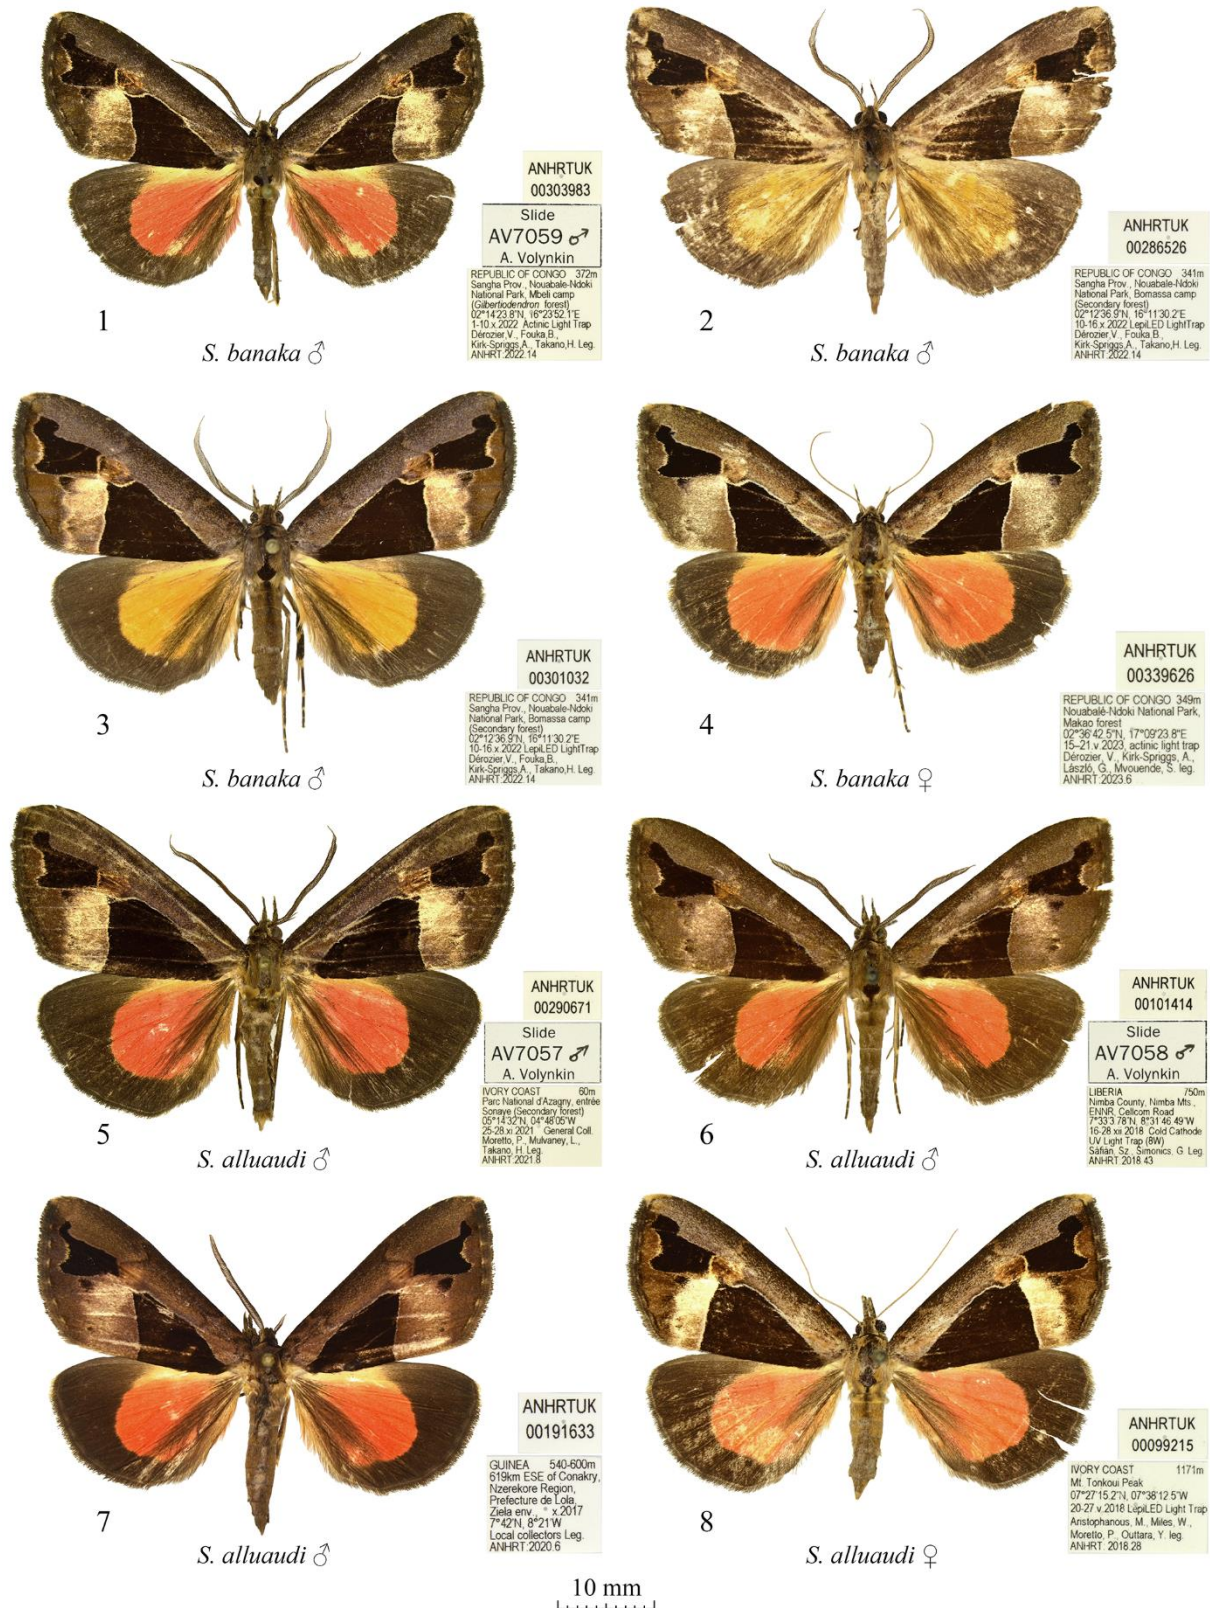 ANHRTUK
00303983
Slide
AV7059 ♂
A. Volynkin
REPUBLIC OF CONGO 372m
Sangha Prov., Nouabale-Ndoki
National Park, Mbeli camp
(Gilbertiodendron forest)
02°14'23.8"N, 16°23'52.1"E
1-10.x.2022 Actinic Light Trap
Dérozier,V., Fouka,B.,
Kirk-Spriggs,A., Takano,H. Leg.
ANHRT:2022.14
1
S. banaka ♂
ANHRTUK
00286526
REPUBLIC OF CONGO 341m
Sangha Prov., Nouabale-Ndoki
National Park, Bomassa camp
(Secondary forest)
02°12'36.9"N, 16°11'30.2"E
10-16.x.2022 LepiLED LightTrap
Dérozier,V., Fouka,B.,
Kirk-Spriggs,A., Takano,H. Leg.
ANHRT:2022.14
2
S. banaka ♂
ANHRTUK
00301032
REPUBLIC OF CONGO 341m
Sangha Prov., Nouabale-Ndoki
National Park, Bomassa camp
(Secondary forest)
02°12'36.9"N, 16°11'30.2"E
10-16.x.2022 LepiLED LightTrap
Dérozier,V., Fouka,B.,
Kirk-Spriggs,A., Takano,H. Leg.
ANHRT:2022.14
3
S. banaka ♂
ANHRTUK
00339626
REPUBLIC OF CONGO 349m
Nouabalé-Ndoki National Park,
Makao forest
02°36'42.5"N, 17°09'23.8"E
15–21.v.2023, actinic light trap
Dérozier, V., Kirk-Spriggs, A.,
László, G., Mvouende, S. leg.
ANHRT:2023.6
4
S. banaka ♀
ANHRTUK
00290671
Slide
AV7057 ♂
A. Volynkin
IVORY COAST 60m
Parc National d'Azagny, entrée
Sonaye (Secondary forest)
05°14'32"N, 04°48'05"W
25-28.xi.2021 General Coll.
Moretto, P., Mulvaney, L.,
Takano, H. Leg.
ANHRT:2021.8
5
S. alluaudi ♂
ANHRTUK
00101414
Slide
AV7058 ♂
A. Volynkin
LIBERIA 750m
Nimba County, Nimba Mts.,
ENNR, Cellcom Road
7°33'3.78"N, 8°31'46.49"W
16-28.xii.2018 Cold Cathode
UV Light Trap (8W)
Sáfián, Sz., Simonics, G. Leg.
ANHRT:2018.43
6
S. alluaudi ♂
ANHRTUK
00191633
GUINEA 540-600m
619km ESE of Conakry,
Nzerekore Region,
Prefecture de Lola,
Ziela env., x.2017
7°42'N, 8°21'W
Local collectors Leg.
ANHRT:2020.6
7
S. alluaudi ♂
ANHRTUK
00099215
IVORY COAST 1171m
Mt. Tonkoui Peak
07°27'15.2"N, 07°38'12.5"W
20-27.v.2018 LepiLED Light Trap
Aristophanous, M., Miles, W.,
Moretto, P., Outtara, Y. leg.
ANHRT:2018.28
8
S. alluaudi ♀
10 mm